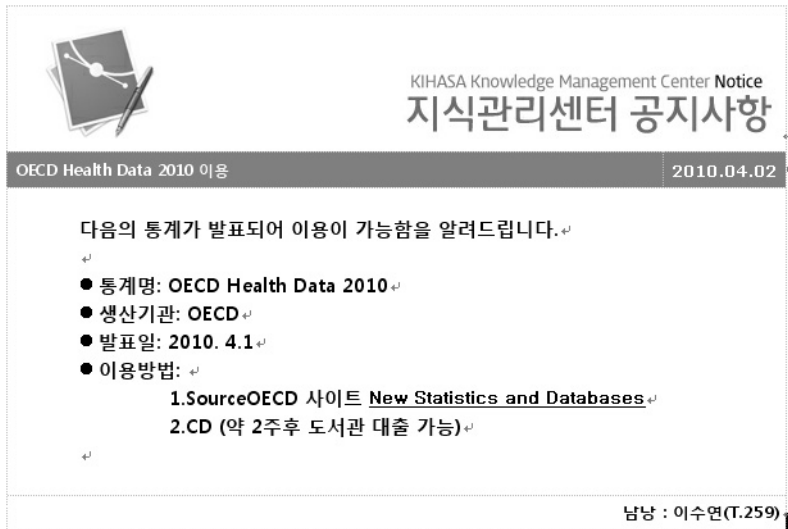 KIHASA Knowledge Management Center Notice
지식관리센터 공지사항
OECD Health Data 2010 이용
2010.04.02
다음의 통계가 발표되어 이용이 가능함을 알려드립니다.
● 통계명: OECD Health Data 2010
● 생산기관: OECD
● 발표일: 2010. 4.1
● 이용방법:
1.SourceOECD 사이트 New Statistics and Databases
2.CD (약 2주후 도서관 대출 가능)
남낭 : 이수연(T.259)